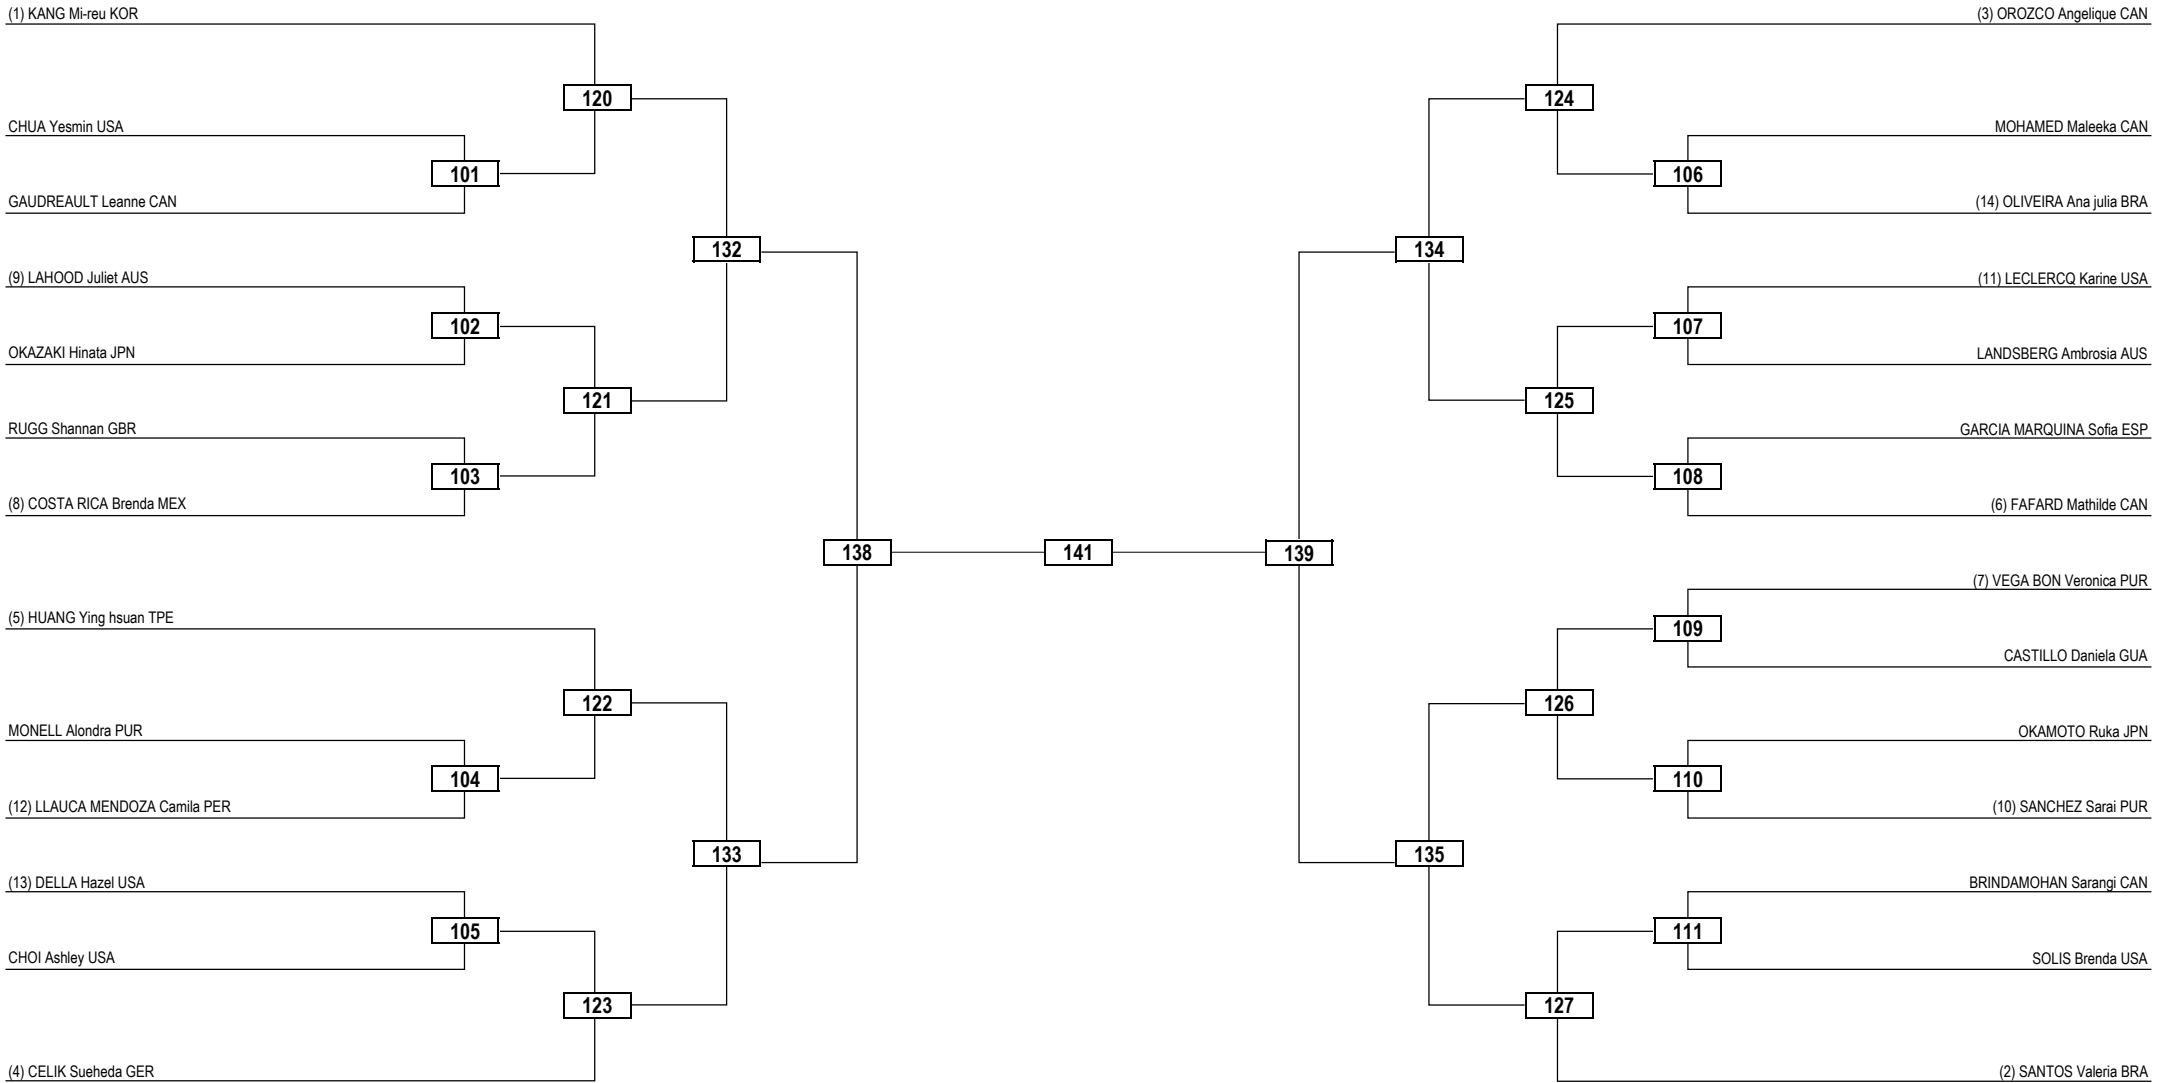 (1) KANG Mi-reu KOR
(3) OROZCO Angelique CAN
120
124
CHUA Yesmin USA
MOHAMED Maleeka CAN
101
106
GAUDREAULT Leanne CAN
(14) OLIVEIRA Ana julia BRA
132
134
(9) LAHOOD Juliet AUS
(11) LECLERCQ Karine USA
102
107
OKAZAKI Hinata JPN
LANDSBERG Ambrosia AUS
121
125
RUGG Shannan GBR
GARCIA MARQUINA Sofia ESP
103
108
(8) COSTA RICA Brenda MEX
(6) FAFARD Mathilde CAN
138
141
139
(7) VEGA BON Veronica PUR
(5) HUANG Ying hsuan TPE
109
CASTILLO Daniela GUA
122
126
MONELL Alondra PUR
OKAMOTO Ruka JPN
104
110
(12) LLAUCA MENDOZA Camila PER
(10) SANCHEZ Sarai PUR
133
135
(13) DELLA Hazel USA
BRINDAMOHAN Sarangi CAN
105
111
CHOI Ashley USA
SOLIS Brenda USA
123
127
(4) CELIK Sueheda GER
(2) SANTOS Valeria BRA